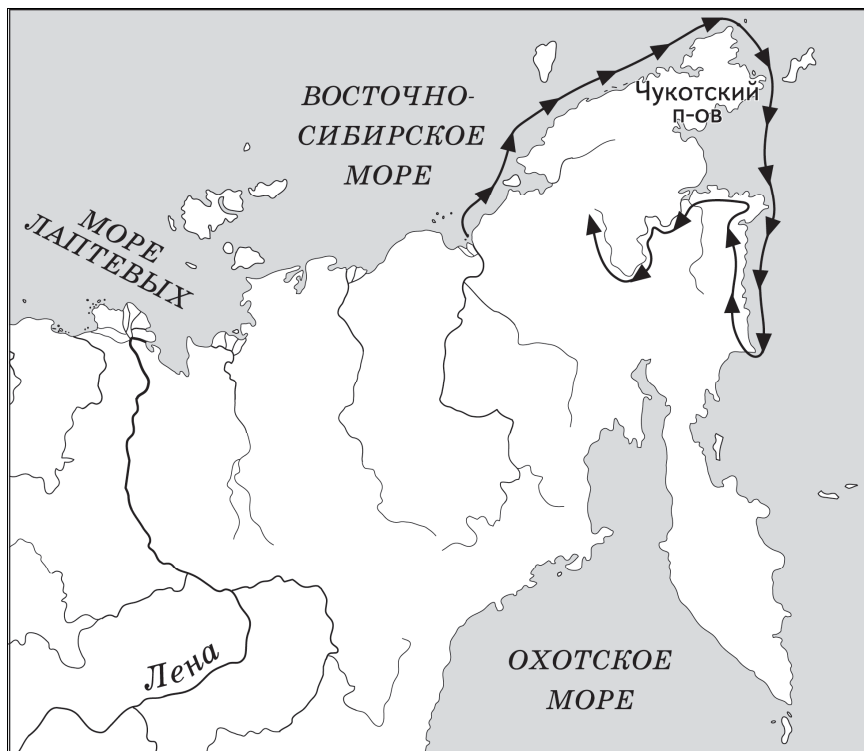 ВОСТОЧНО-
СИБИРСКОЕ
МОРЕ
Чукотский
п-ов
МОРЕ
ЛАПТЕВЫХ
Лена
ОХОТСКОЕ
МОРЕ